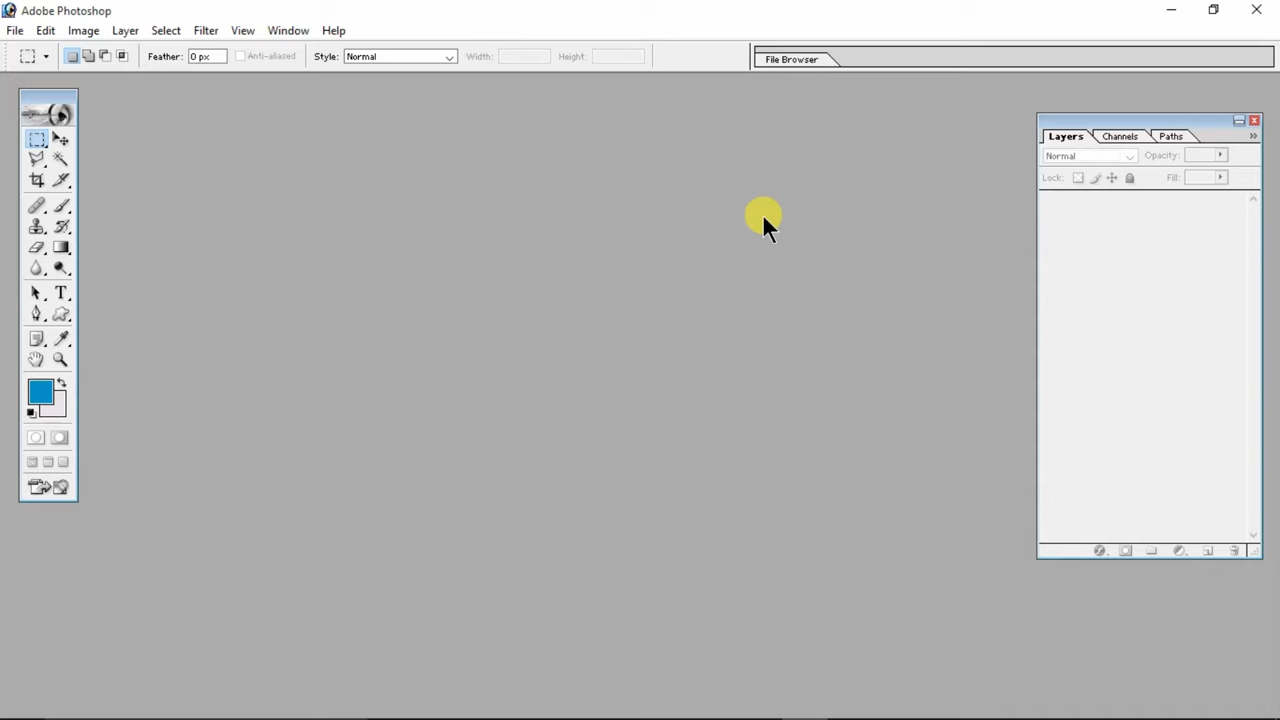 Adobe Photoshop
File Edit Image Layer Select Filter View Window Help
Feather: 0 px Anti-aliased Style: Normal Width: Height: File Browser
Layers Channels Paths
Normal Opacity:
Lock: Fill:
T